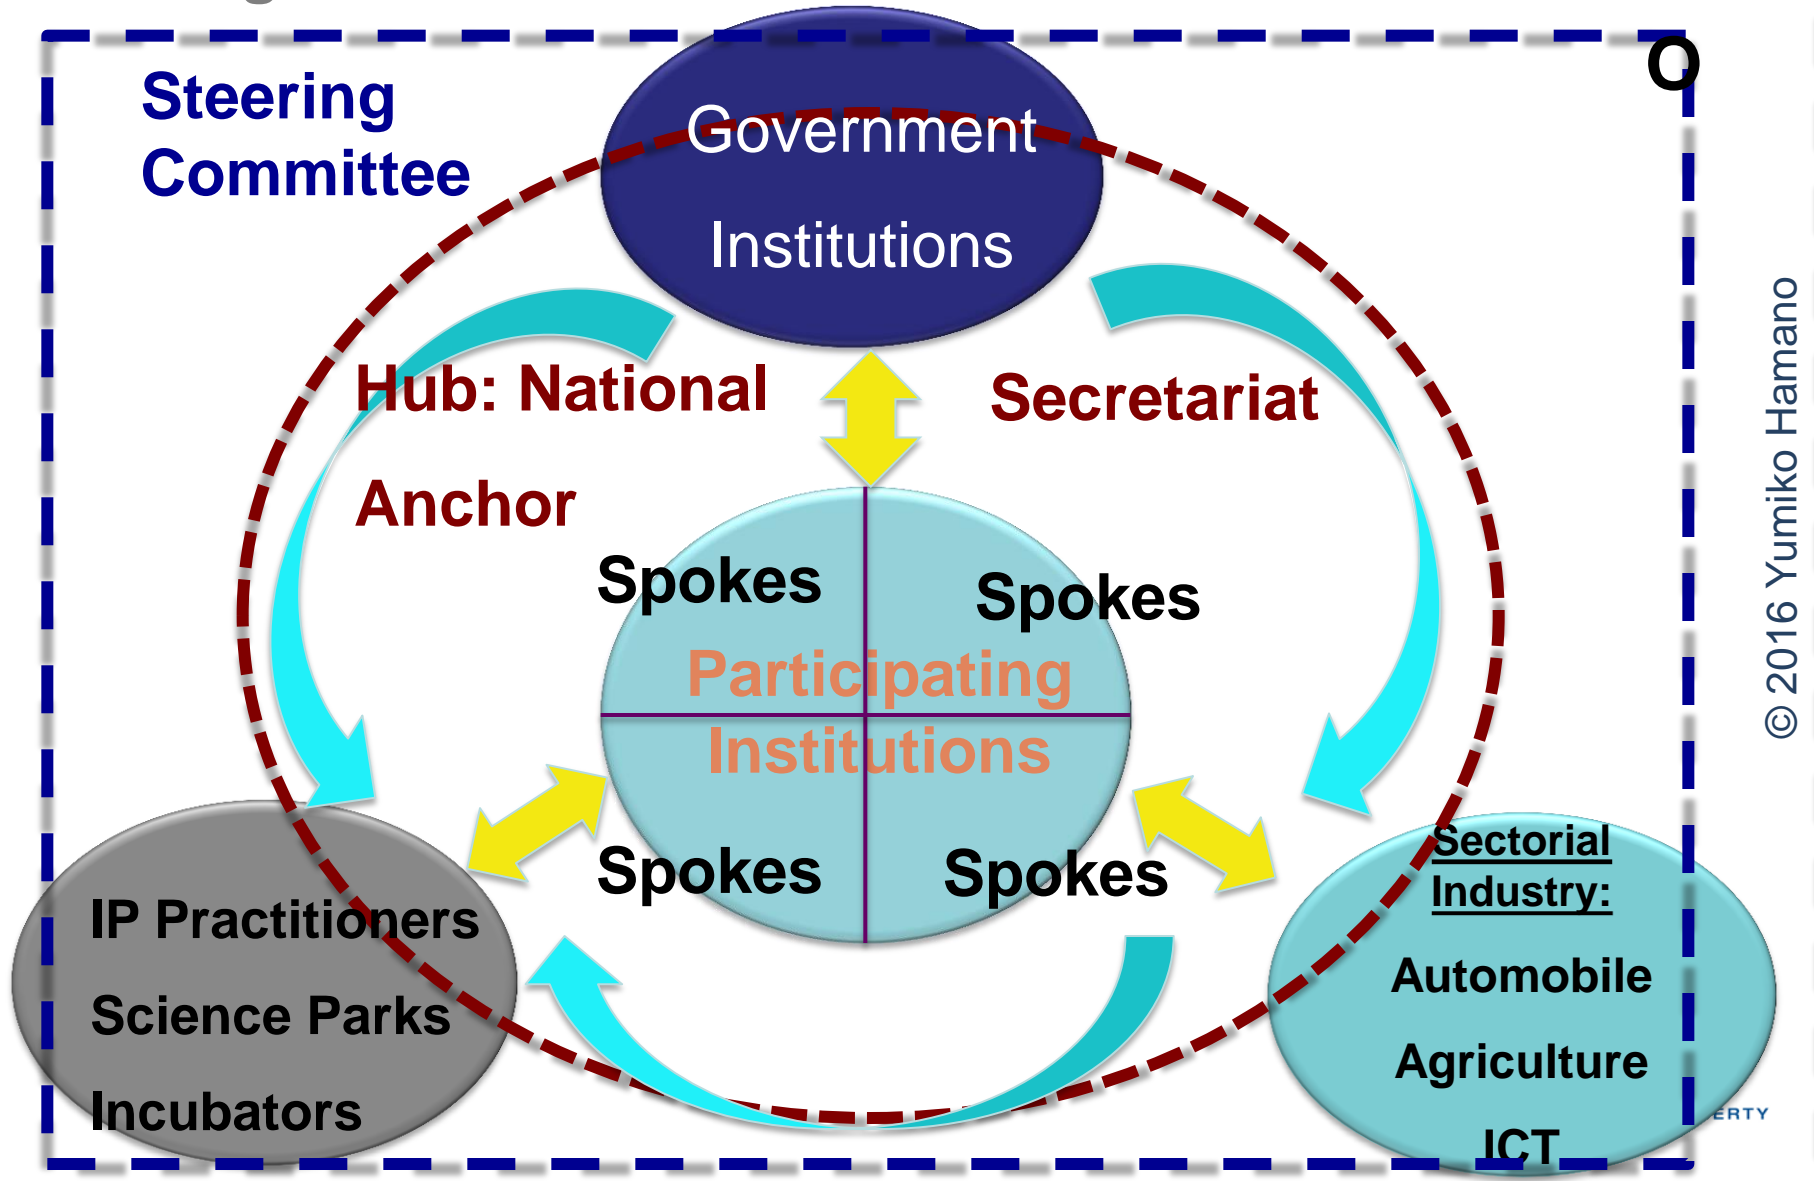 O
Steering
Committee
Government
Institutions
Hub: National
Anchor
Secretariat
Spokes
Spokes
Participating
Institutions
Spokes
Spokes
IP Practitioners
Science Parks
Incubators
Sectorial
Industry:
Automobile
Agriculture
ICT
ERTY
© 2016 Yumiko Hamano